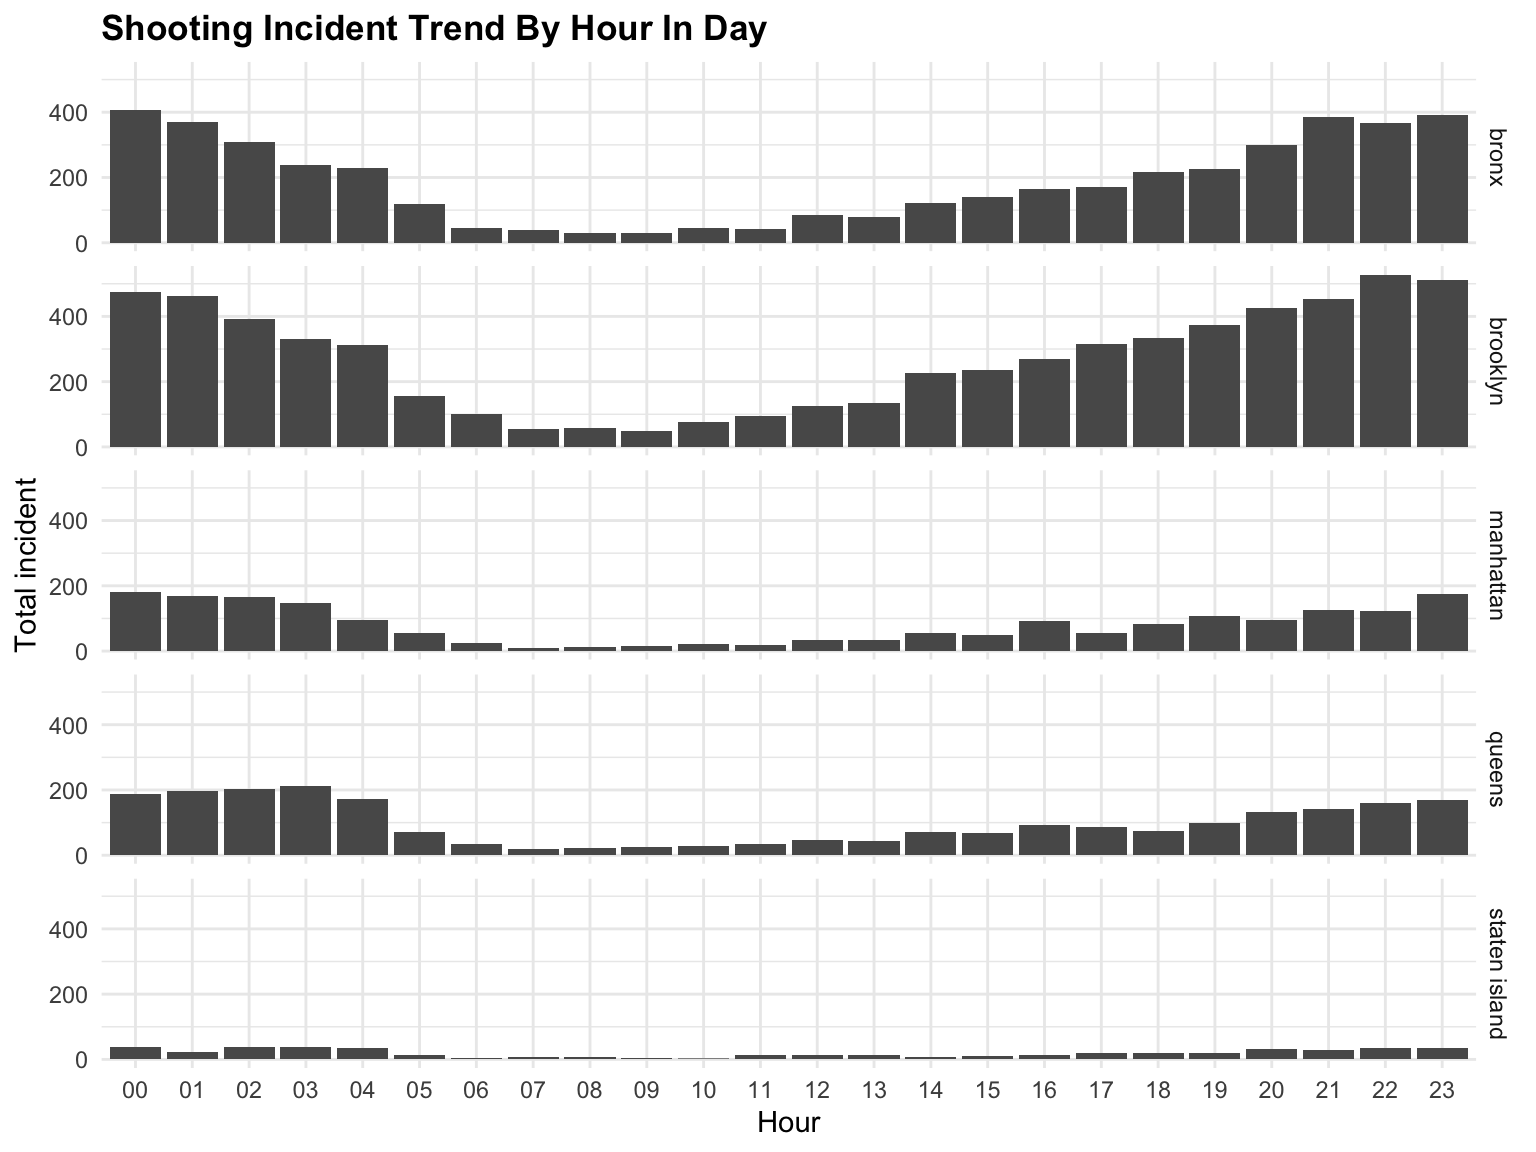 Shooting Incident Trend By Hour In Day
400
200
0
bronx
400
200
0
brooklyn
Total incident
400
200
0
manhattan
400
200
0
queens
400
200
0
staten island
00 01 02 03 04 05 06 07 08 09 10 11 12 13 14 15 16 17 18 19 20 21 22 23
Hour